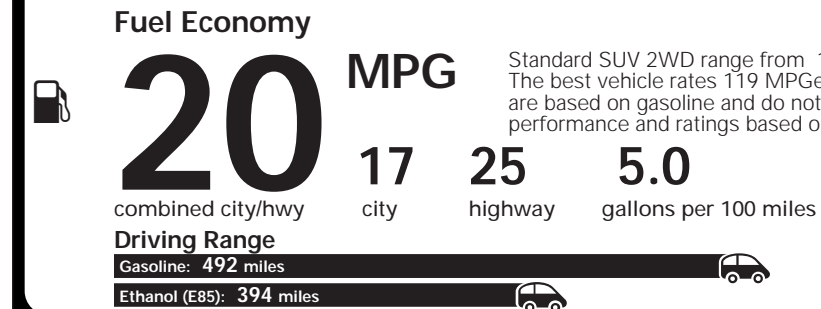 Fuel Economy
20 MPG
Standard SUV 2WD range from
The best vehicle rates 119 MPGe
are based on gasoline and do not
performance and ratings based
17 25 5.0
combined city/hwy city highway gallons per 100 miles
Driving Range
Gasoline: 492 miles
Ethanol (E85): 394 miles